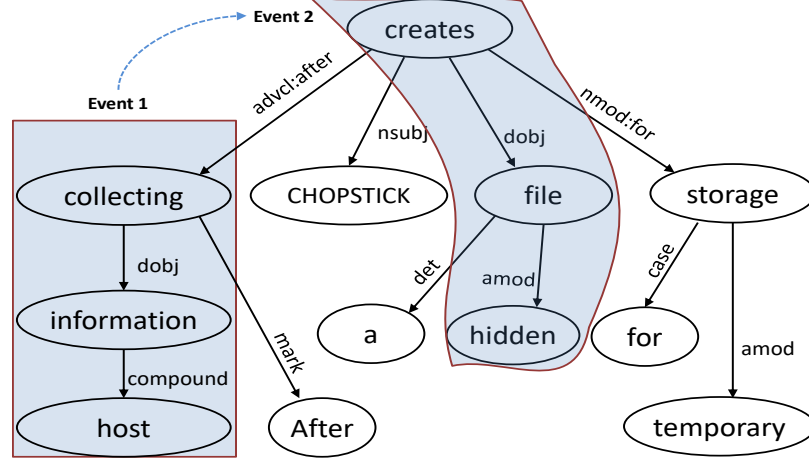 Event 2
creates
Event 1
advcl:after
nsubj
dobj
nmod:for
collecting
CHOPSTICK
file
storage
dobj
det
amod
case
information
a
hidden
for
mark
amod
compound
host
After
temporary